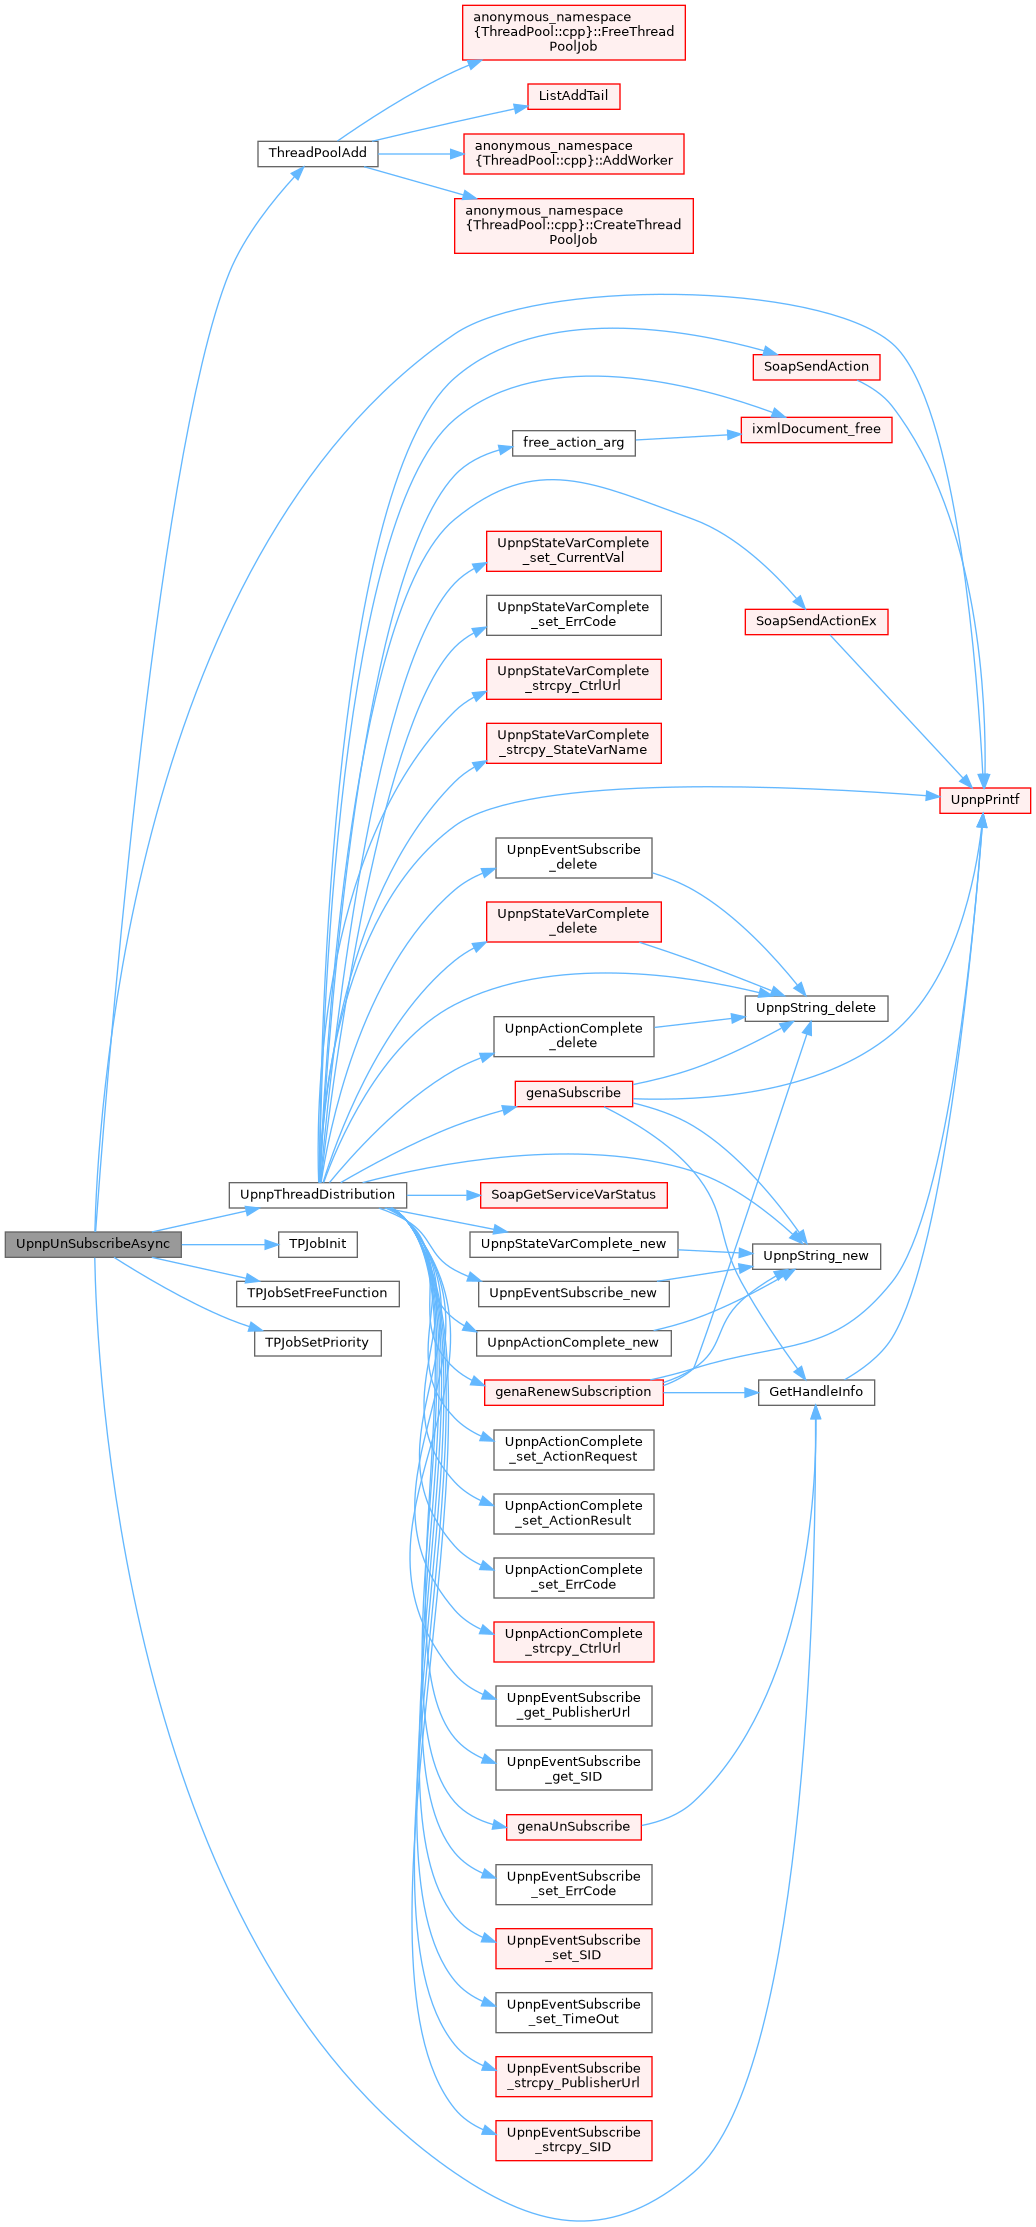 anonymous_namespace
{ThreadPool::cpp}::FreeThread
PoolJob
ListAddTail
ThreadPoolAdd
anonymous_namespace
{ThreadPool::cpp}::AddWorker
anonymous_namespace
{ThreadPool::cpp}::CreateThread
PoolJob
SoapSendAction
ixmlDocument_free
free_action_arg
UpnpStateVarComplete
_set_CurrentVal
UpnpStateVarComplete
_set_ErrCode
SoapSendActionEx
UpnpStateVarComplete
_strcpy_CtrlUrl
UpnpStateVarComplete
_strcpy_StateVarName
UpnpPrintf
UpnpEventSubscribe
_delete
UpnpStateVarComplete
_delete
UpnpString_delete
UpnpActionComplete
_delete
genaSubscribe
UpnpThreadDistribution
SoapGetServiceVarStatus
UpnpUnSubscribeAsync
TPJobInit
UpnpStateVarComplete_new
UpnpString_new
TPJobSetFreeFunction
UpnpEventSubscribe_new
TPJobSetPriority
UpnpActionComplete_new
genaRenewSubscription
GetHandleInfo
UpnpActionComplete
_set_ActionRequest
UpnpActionComplete
_set_ActionResult
UpnpActionComplete
_set_ErrCode
UpnpActionComplete
_strcpy_CtrlUrl
UpnpEventSubscribe
_get_PublisherUrl
UpnpEventSubscribe
_get_SID
genaUnSubscribe
UpnpEventSubscribe
_set_ErrCode
UpnpEventSubscribe
_set_SID
UpnpEventSubscribe
_set_TimeOut
UpnpEventSubscribe
_strcpy_PublisherUrl
UpnpEventSubscribe
_strcpy_SID